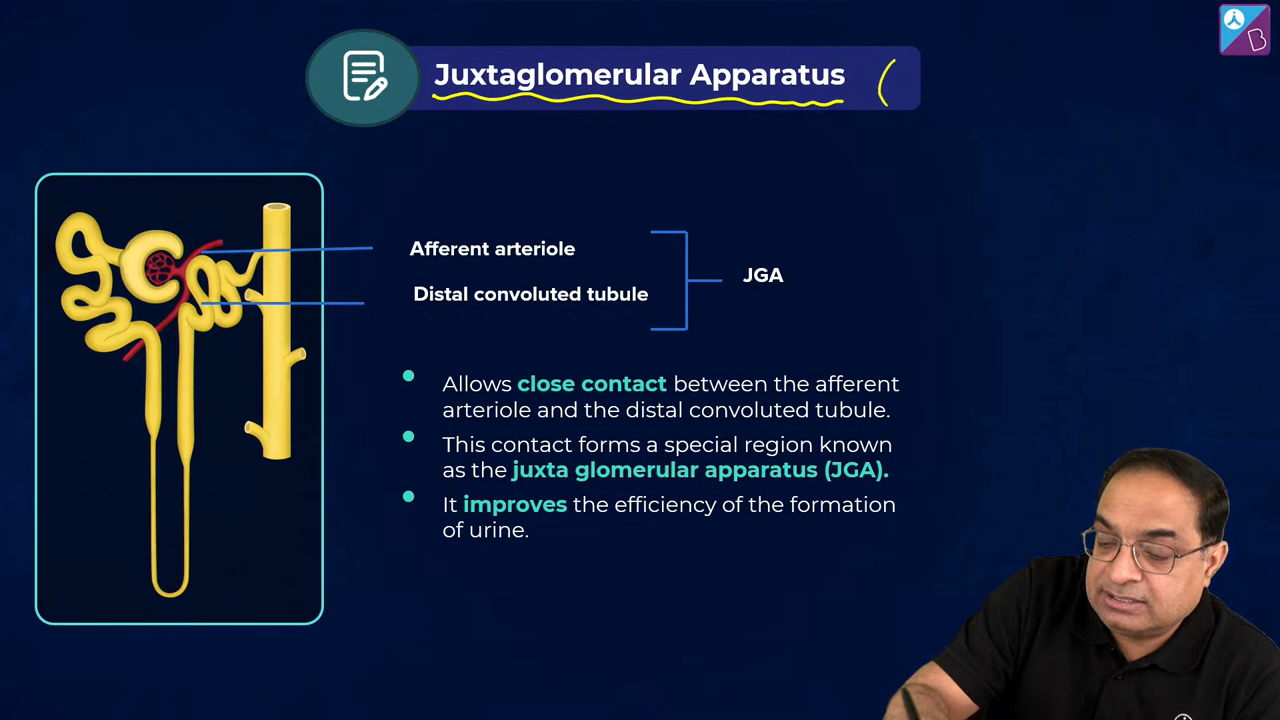 Juxtaglomerular Apparatus (
Afferent arteriole
Distal convoluted tubule
JGA
• Allows close contact between the afferent
arteriole and the distal convoluted tubule.
• This contact forms a special region known
as the juxta glomerular apparatus (JGA).
• It improves the efficiency of the formation
of urine.
B